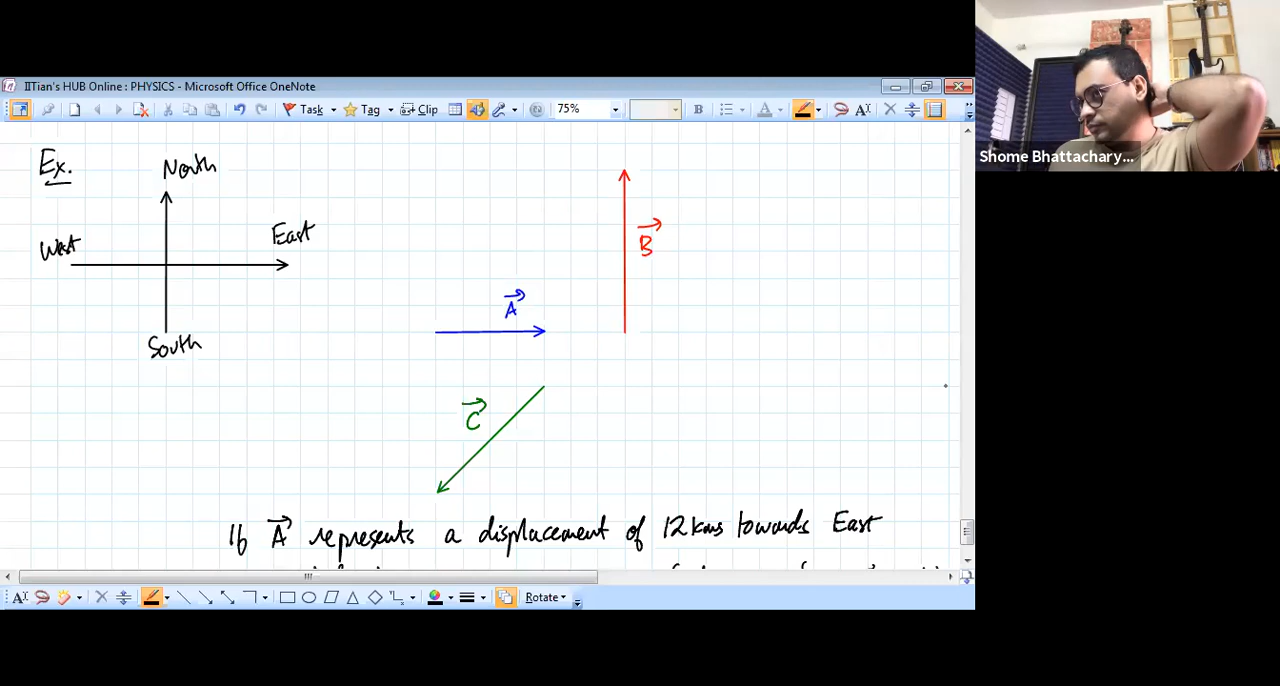 IITian's HUB Online : PHYSICS - Microsoft Office OneNote
Task Tag Clip 75% B A
Ex.
North
West
East
South
B
A
C
If A represents a displacement of 12 kms towards East
Rotate
Shome Bhattachary...